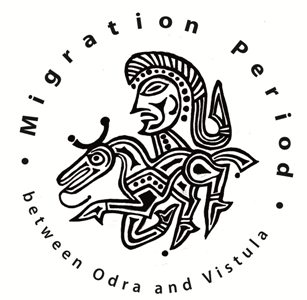 • Migration Period •
between Odra and Vistula